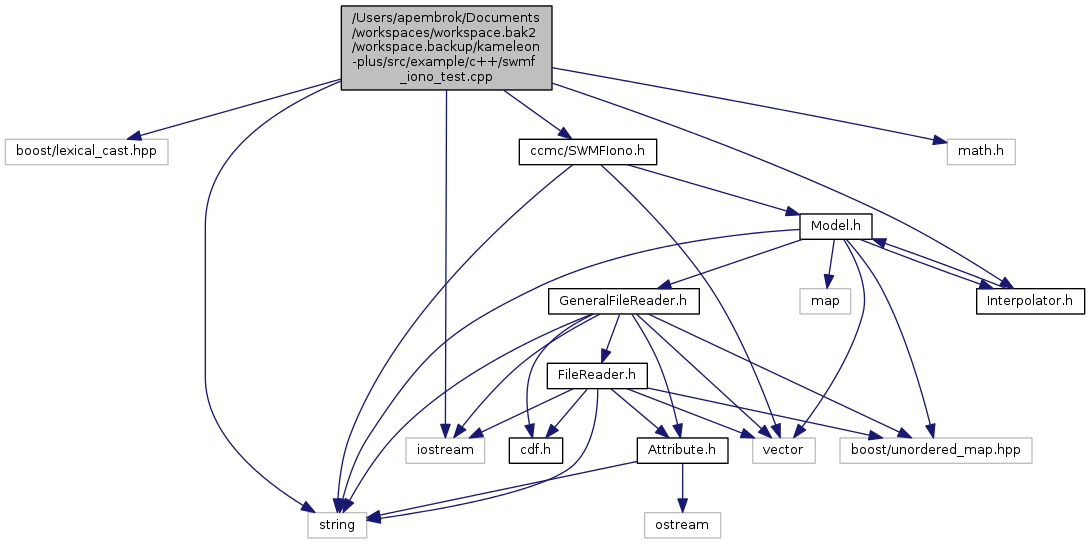 /Users/apembrok/Documents
/workspaces/workspace.bak2
/workspace.backup/kameleon
-plus/src/example/c++/swmf
_iono_test.cpp
boost/lexical_cast.hpp
ccmc/SWMFIono.h
math.h
Model.h
GeneralFileReader.h
map
Interpolator.h
FileReader.h
iostream
cdf.h
Attribute.h
vector
boost/unordered_map.hpp
string
ostream